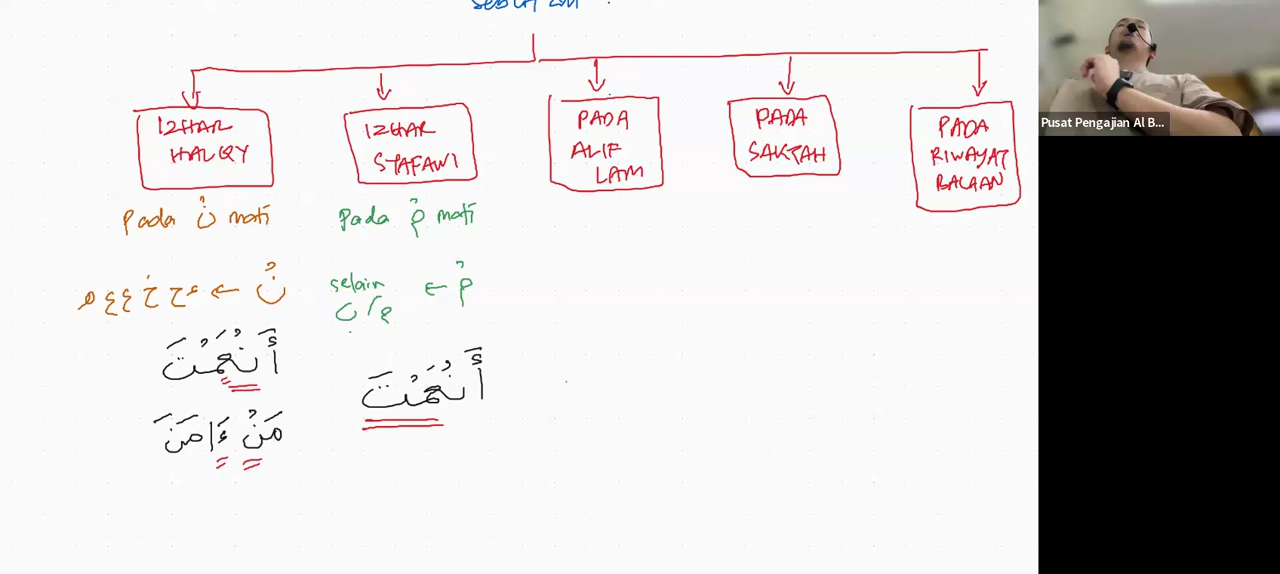 IZHAR
HALQY
IZHAR
SYAFAWI
PADA
ALIF
LAM
PADA
SAKTAH
PADA
RIWAYAT
BACAAN
Pusat Pengajian Al B...
pada نْ mati
pada مْ mati
نْ ← ء ح خ ع غ ه
مْ ← selain
م / ب
أَنْعَمْتَ
أَنْعَمْتَ
مَنْ ءَامَنَ